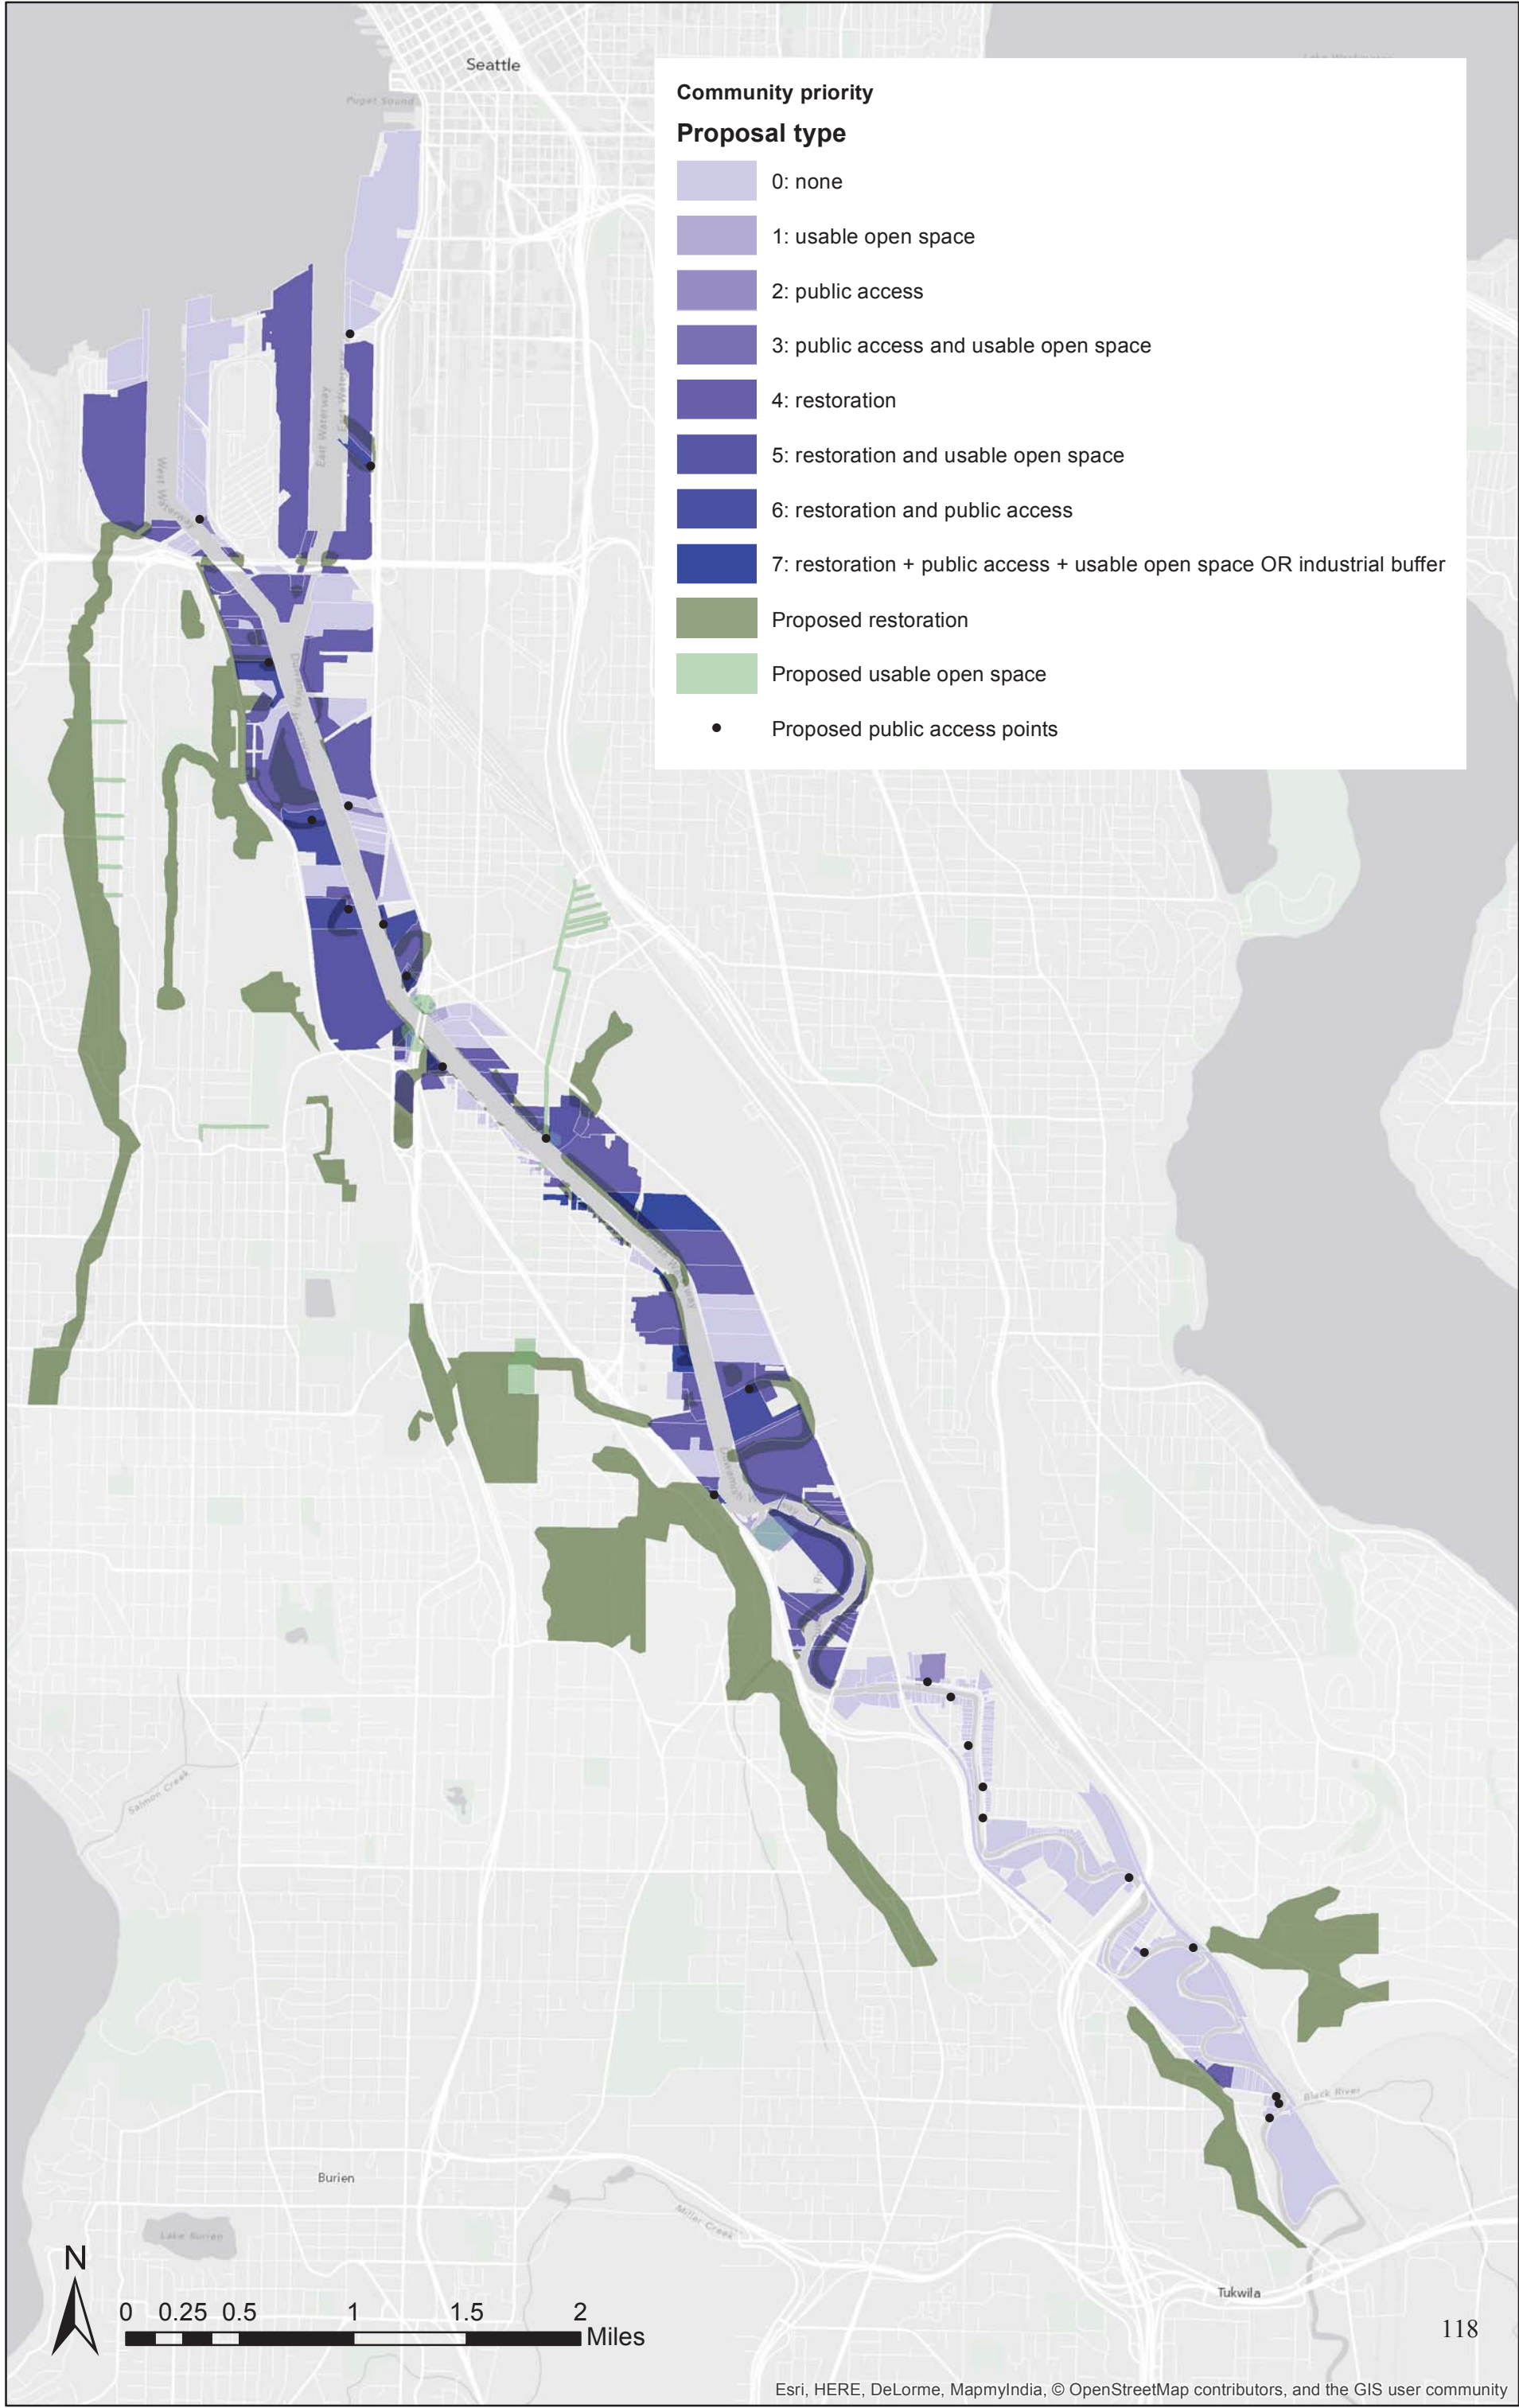 Seattle
Lake Washington
Puget Sound
Community priority
Proposal type
0: none
1: usable open space
2: public access
3: public access and usable open space
4: restoration
5: restoration and usable open space
6: restoration and public access
7: restoration + public access + usable open space OR industrial buffer
Proposed restoration
Proposed usable open space
Proposed public access points
East Waterway
East Waterway
West Waterway
Salmon Creek
Black River
Burien
Miller Creek
Lake Burien
Tukwila
N
0 0.25 0.5 1 1.5 2
Miles
118
Esri, HERE, DeLorme, MapmyIndia, © OpenStreetMap contributors, and the GIS user community